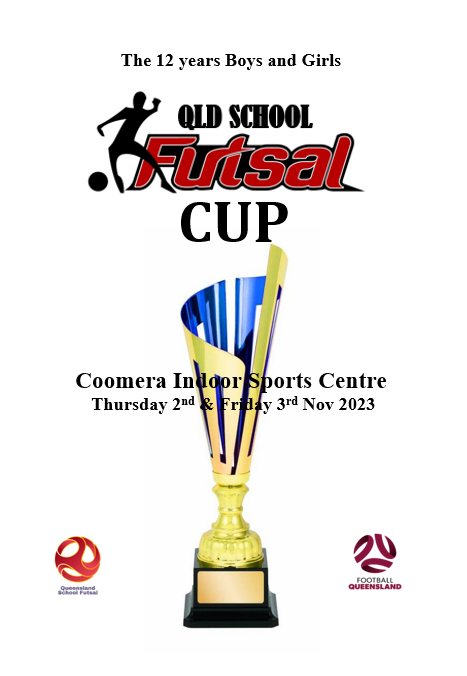 The 12 years Boys and Girls
QLD SCHOOL
Futsal
CUP
Coomera Indoor Sports Centre
Thursday 2nd & Friday 3rd Nov 2023
Queensland
School Futsal
FOOTBALL
QUEENSLAND